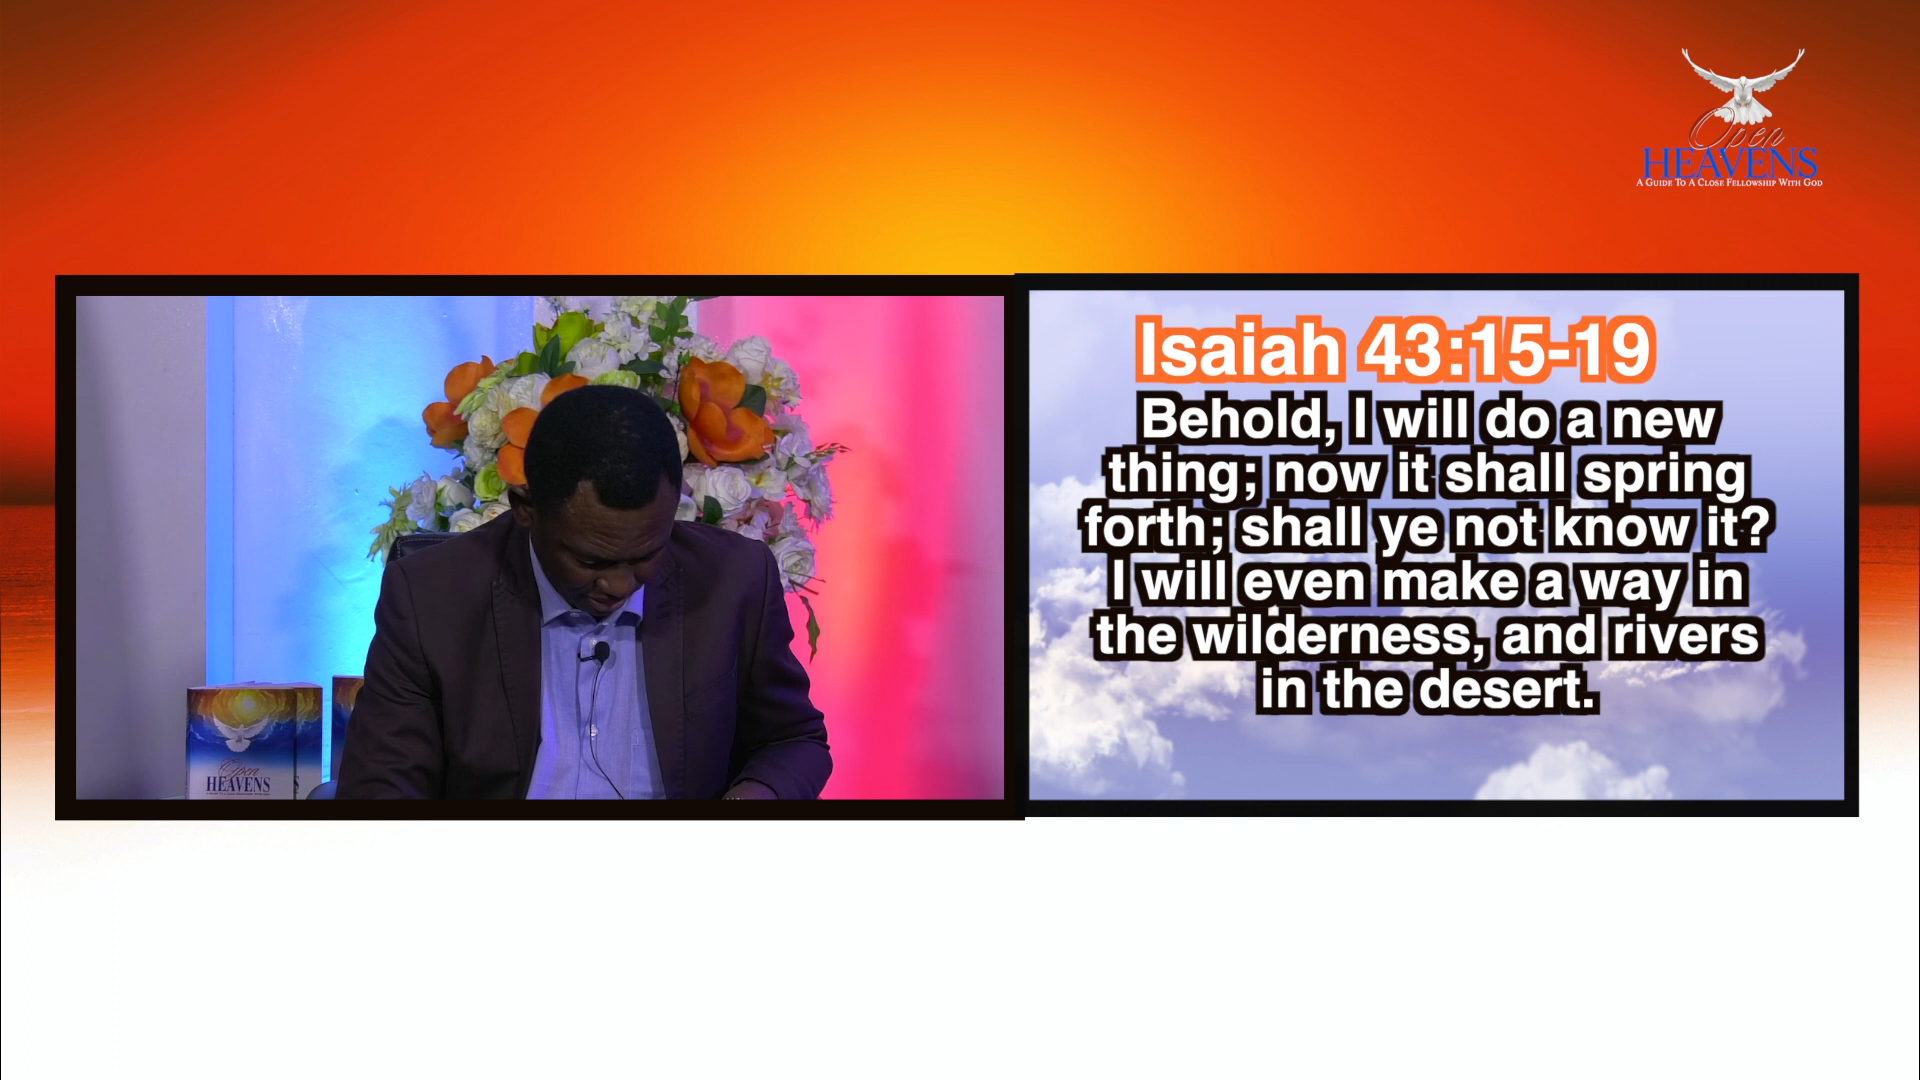 Open
HEAVENS
A GUIDE TO A CLOSE FELLOWSHIP WITH GOD
Isaiah 43:15-19
Behold, I will do a new
thing; now it shall spring
forth; shall ye not know it?
I will even make a way in
the wilderness, and rivers
in the desert.
Open
HEAVENS